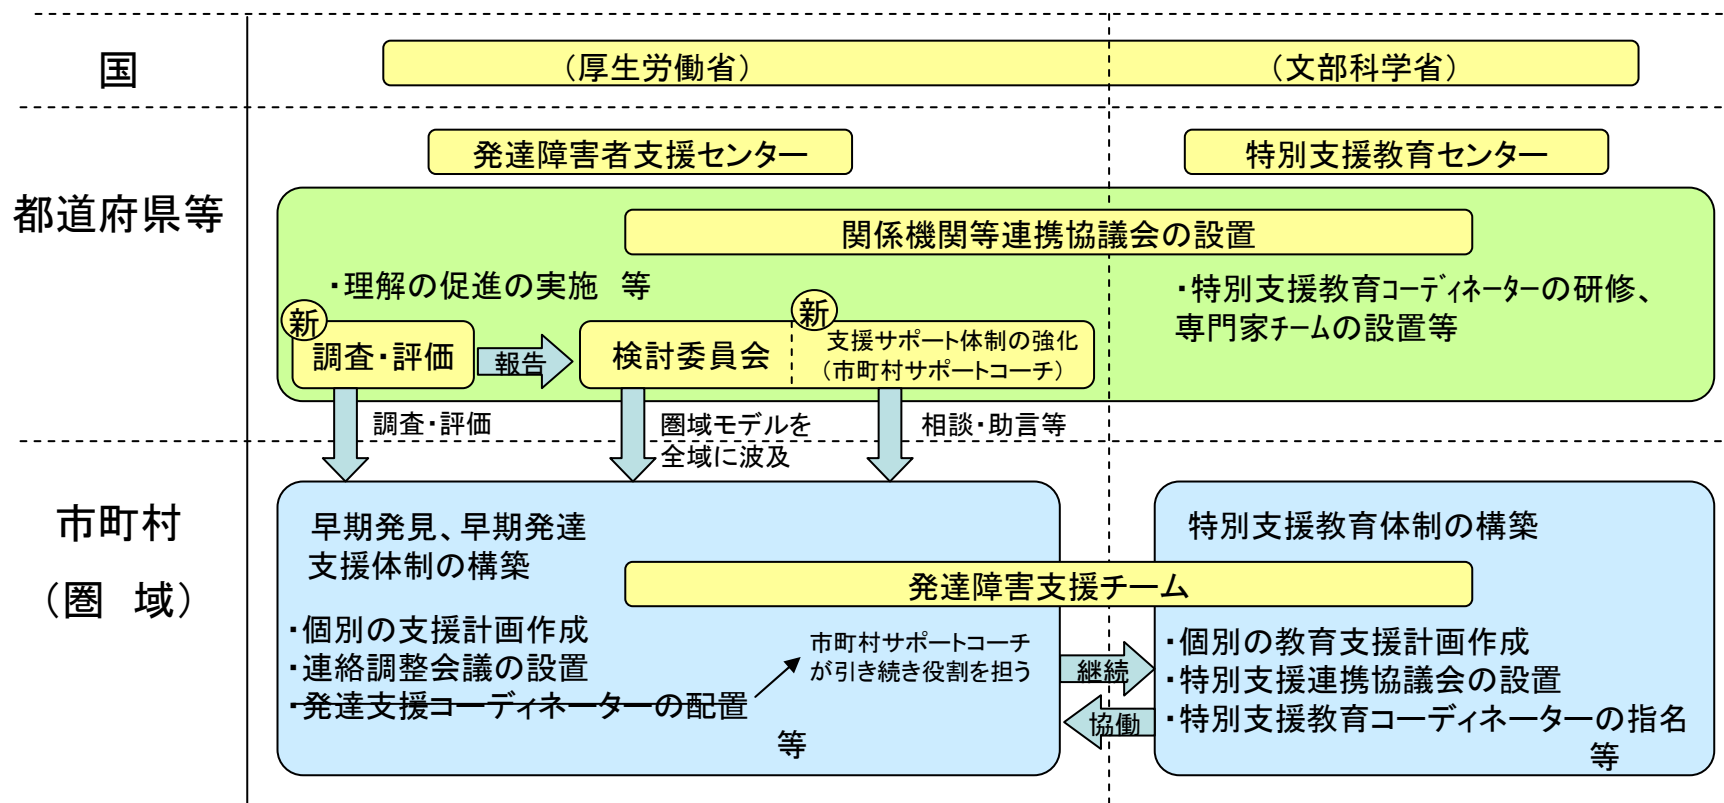 国
（厚生労働省）
（文部科学省）
都道府県等
発達障害者支援センター
特別支援教育センター
関係機関等連携協議会の設置
・理解の促進の実施　等
・特別支援教育コーディネーターの研修、
専門家チームの設置等
新
調査・評価
報告
検討委員会
新
支援サポート体制の強化
（市町村サポートコーチ）
調査・評価
圏域モデルを
全域に波及
相談・助言等
市町村
（圏　域）
早期発見、早期発達
支援体制の構築
特別支援教育体制の構築
発達障害支援チーム
・個別の支援計画作成
・連絡調整会議の設置
・発達支援コーディネーターの配置
等
市町村サポートコーチ
が引き続き役割を担う
継続
協働
・個別の教育支援計画作成
・特別支援連携協議会の設置
・特別支援教育コーディネーターの指名
等